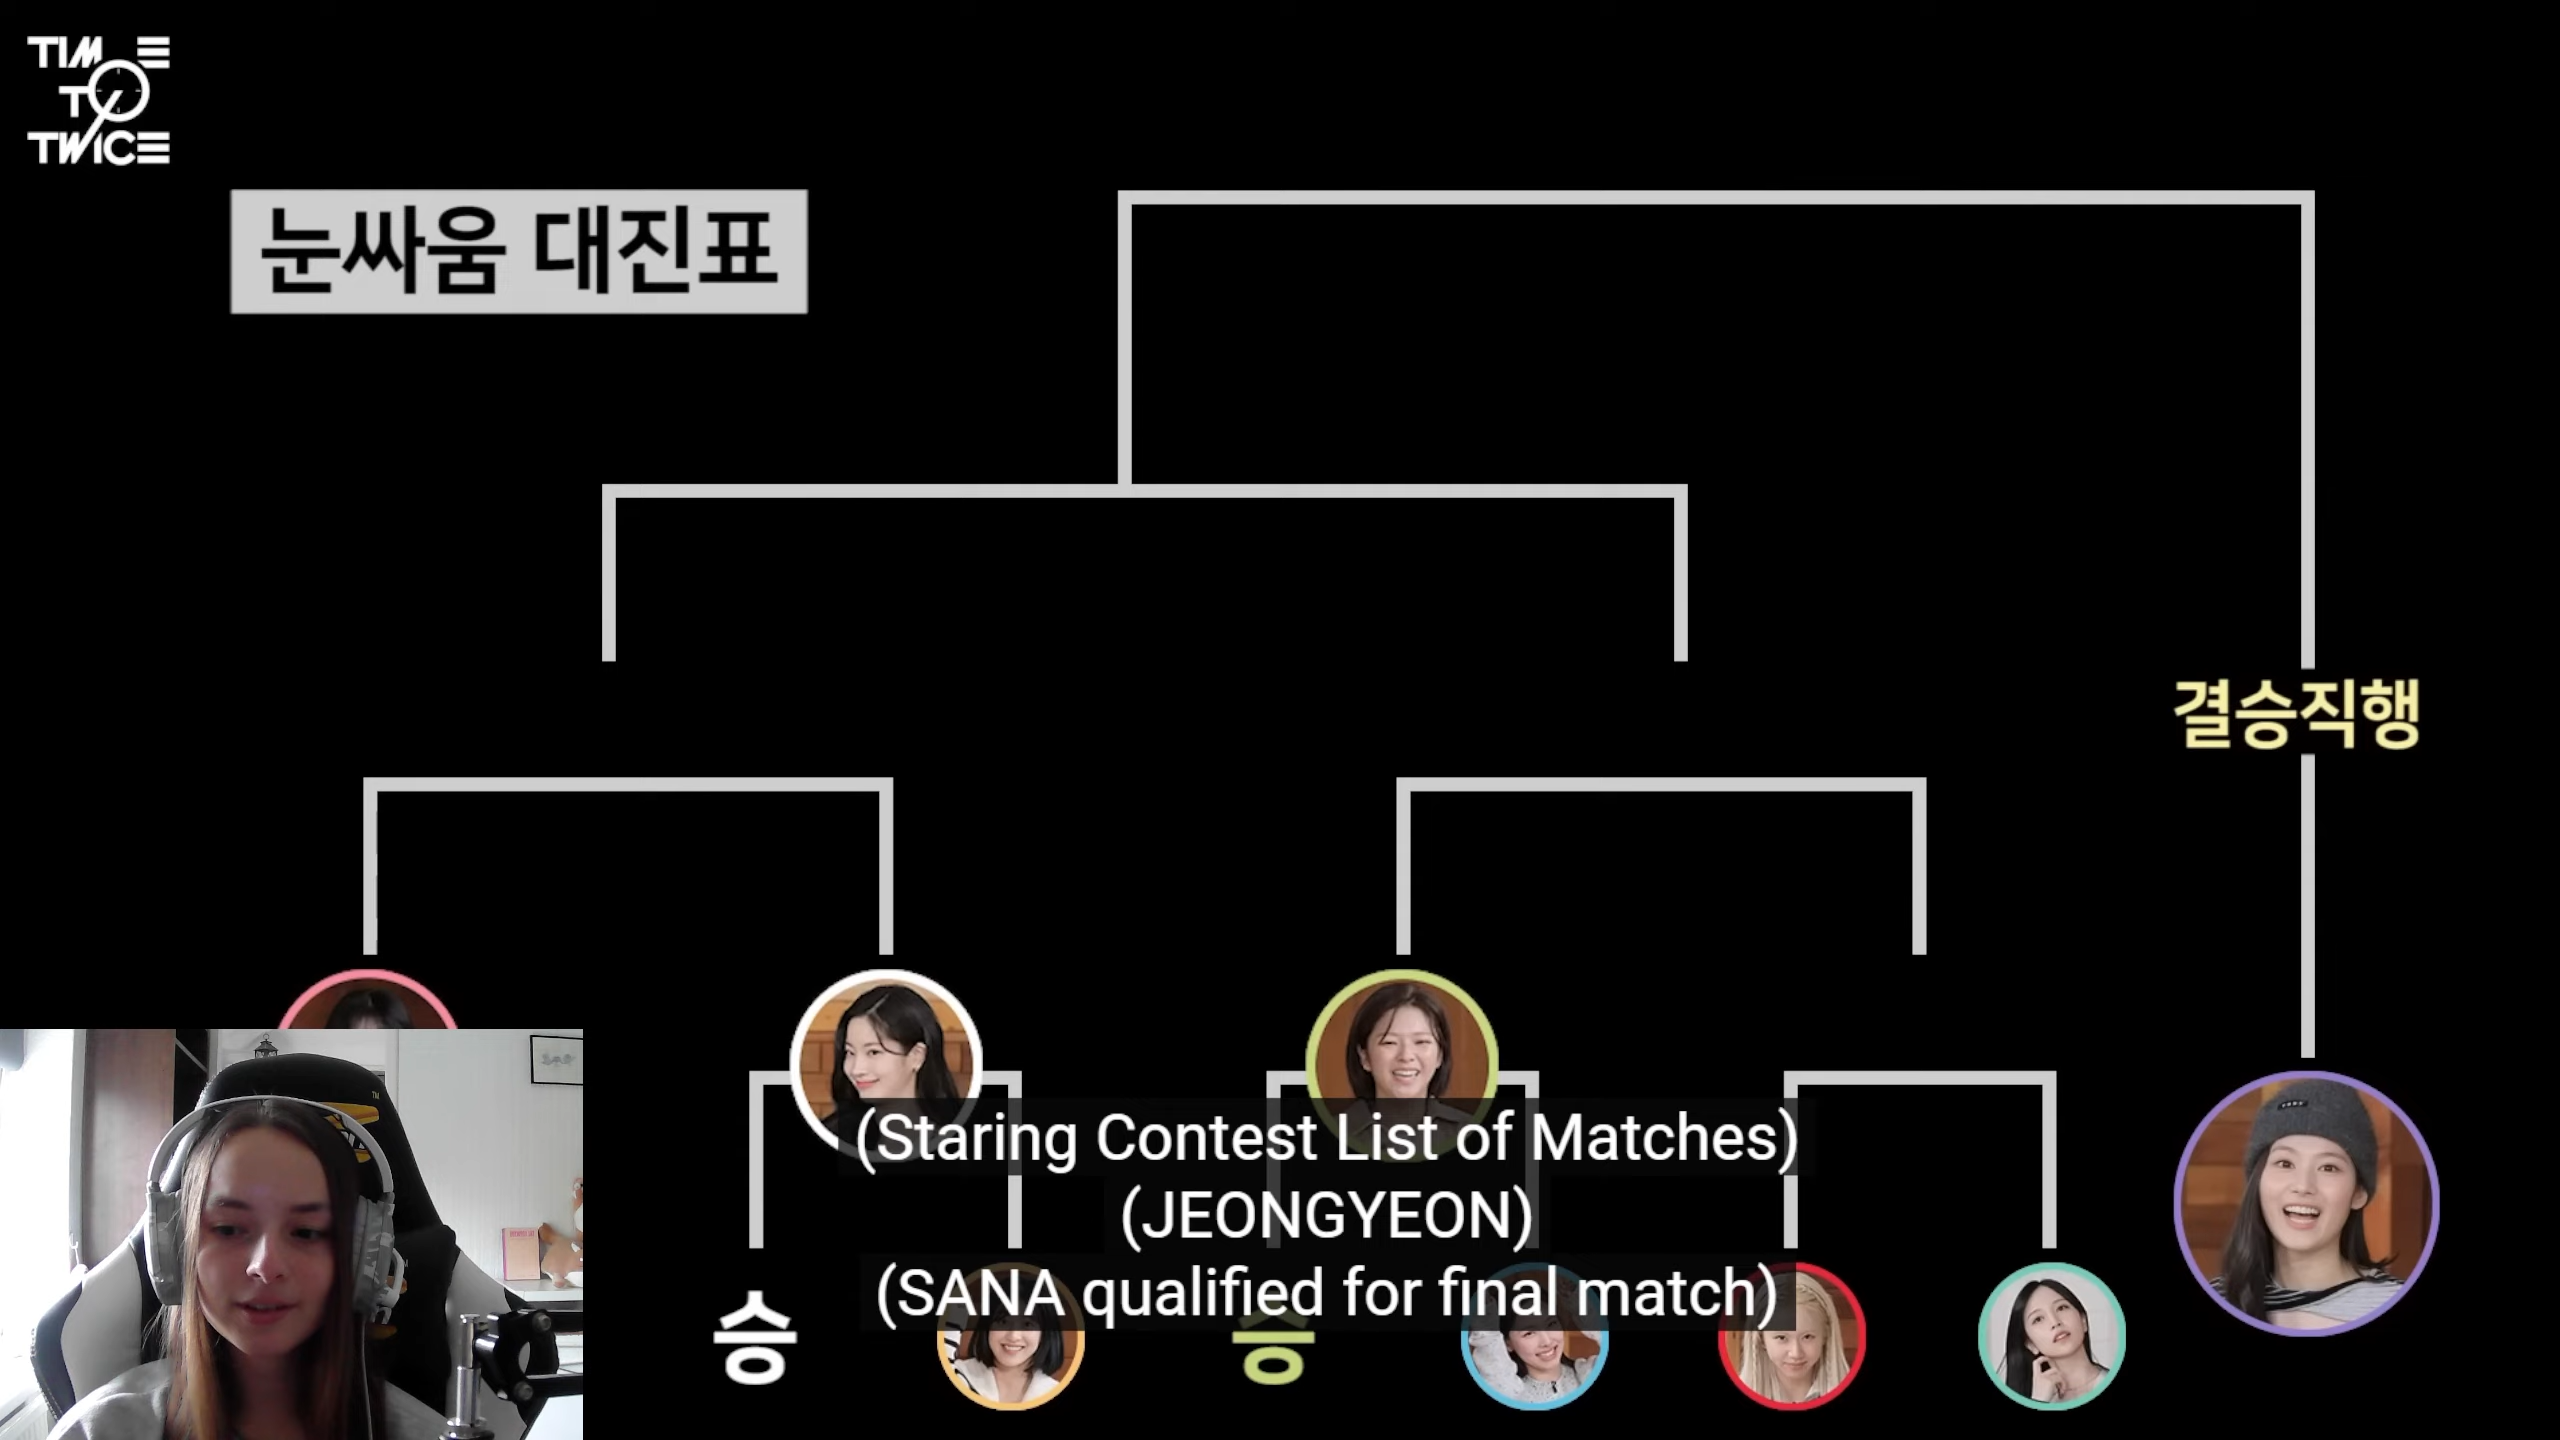 TIME
TO
TWICE
눈싸움 대진표
결승직행
(Staring Contest List of Matches)
(JEONGYEON)
(SANA qualified for final match)
승
승